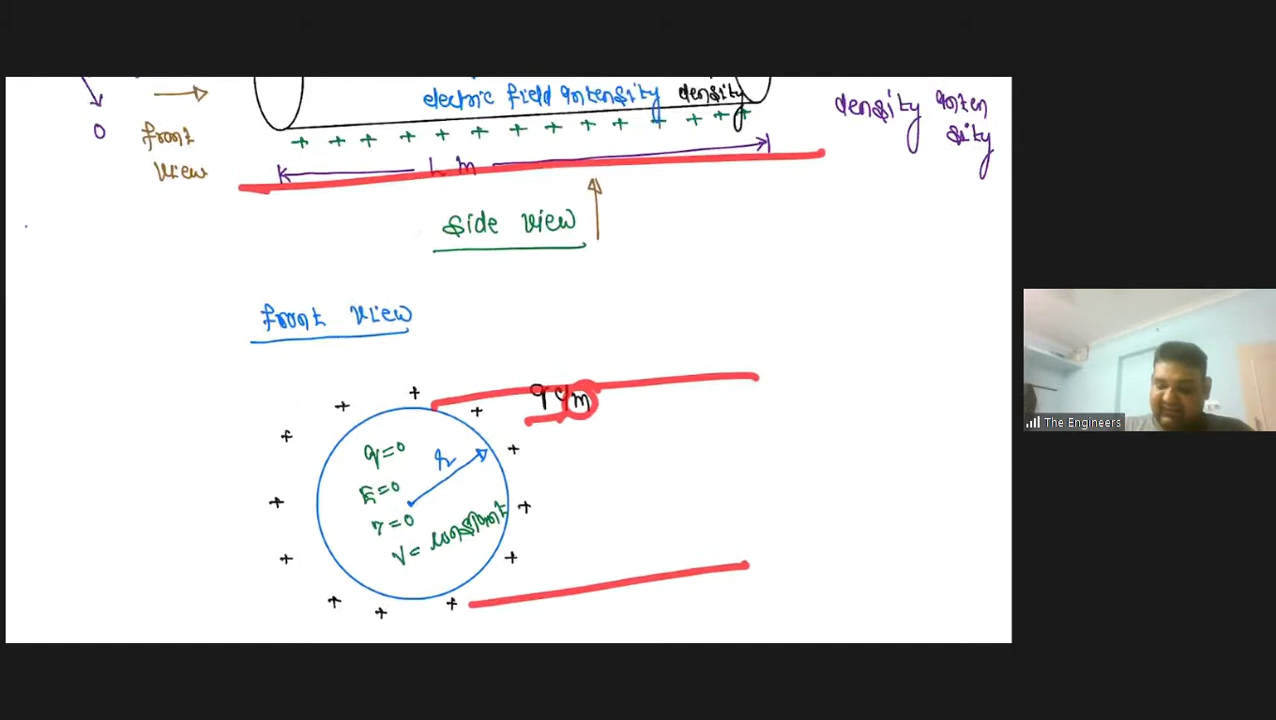 electric field intensity density
density inten
sity
0
front
view
+ + + + + + + + + + + +
L m
side view
front view
q c/m
q=0
r
E=0
V= constant
The Engineers